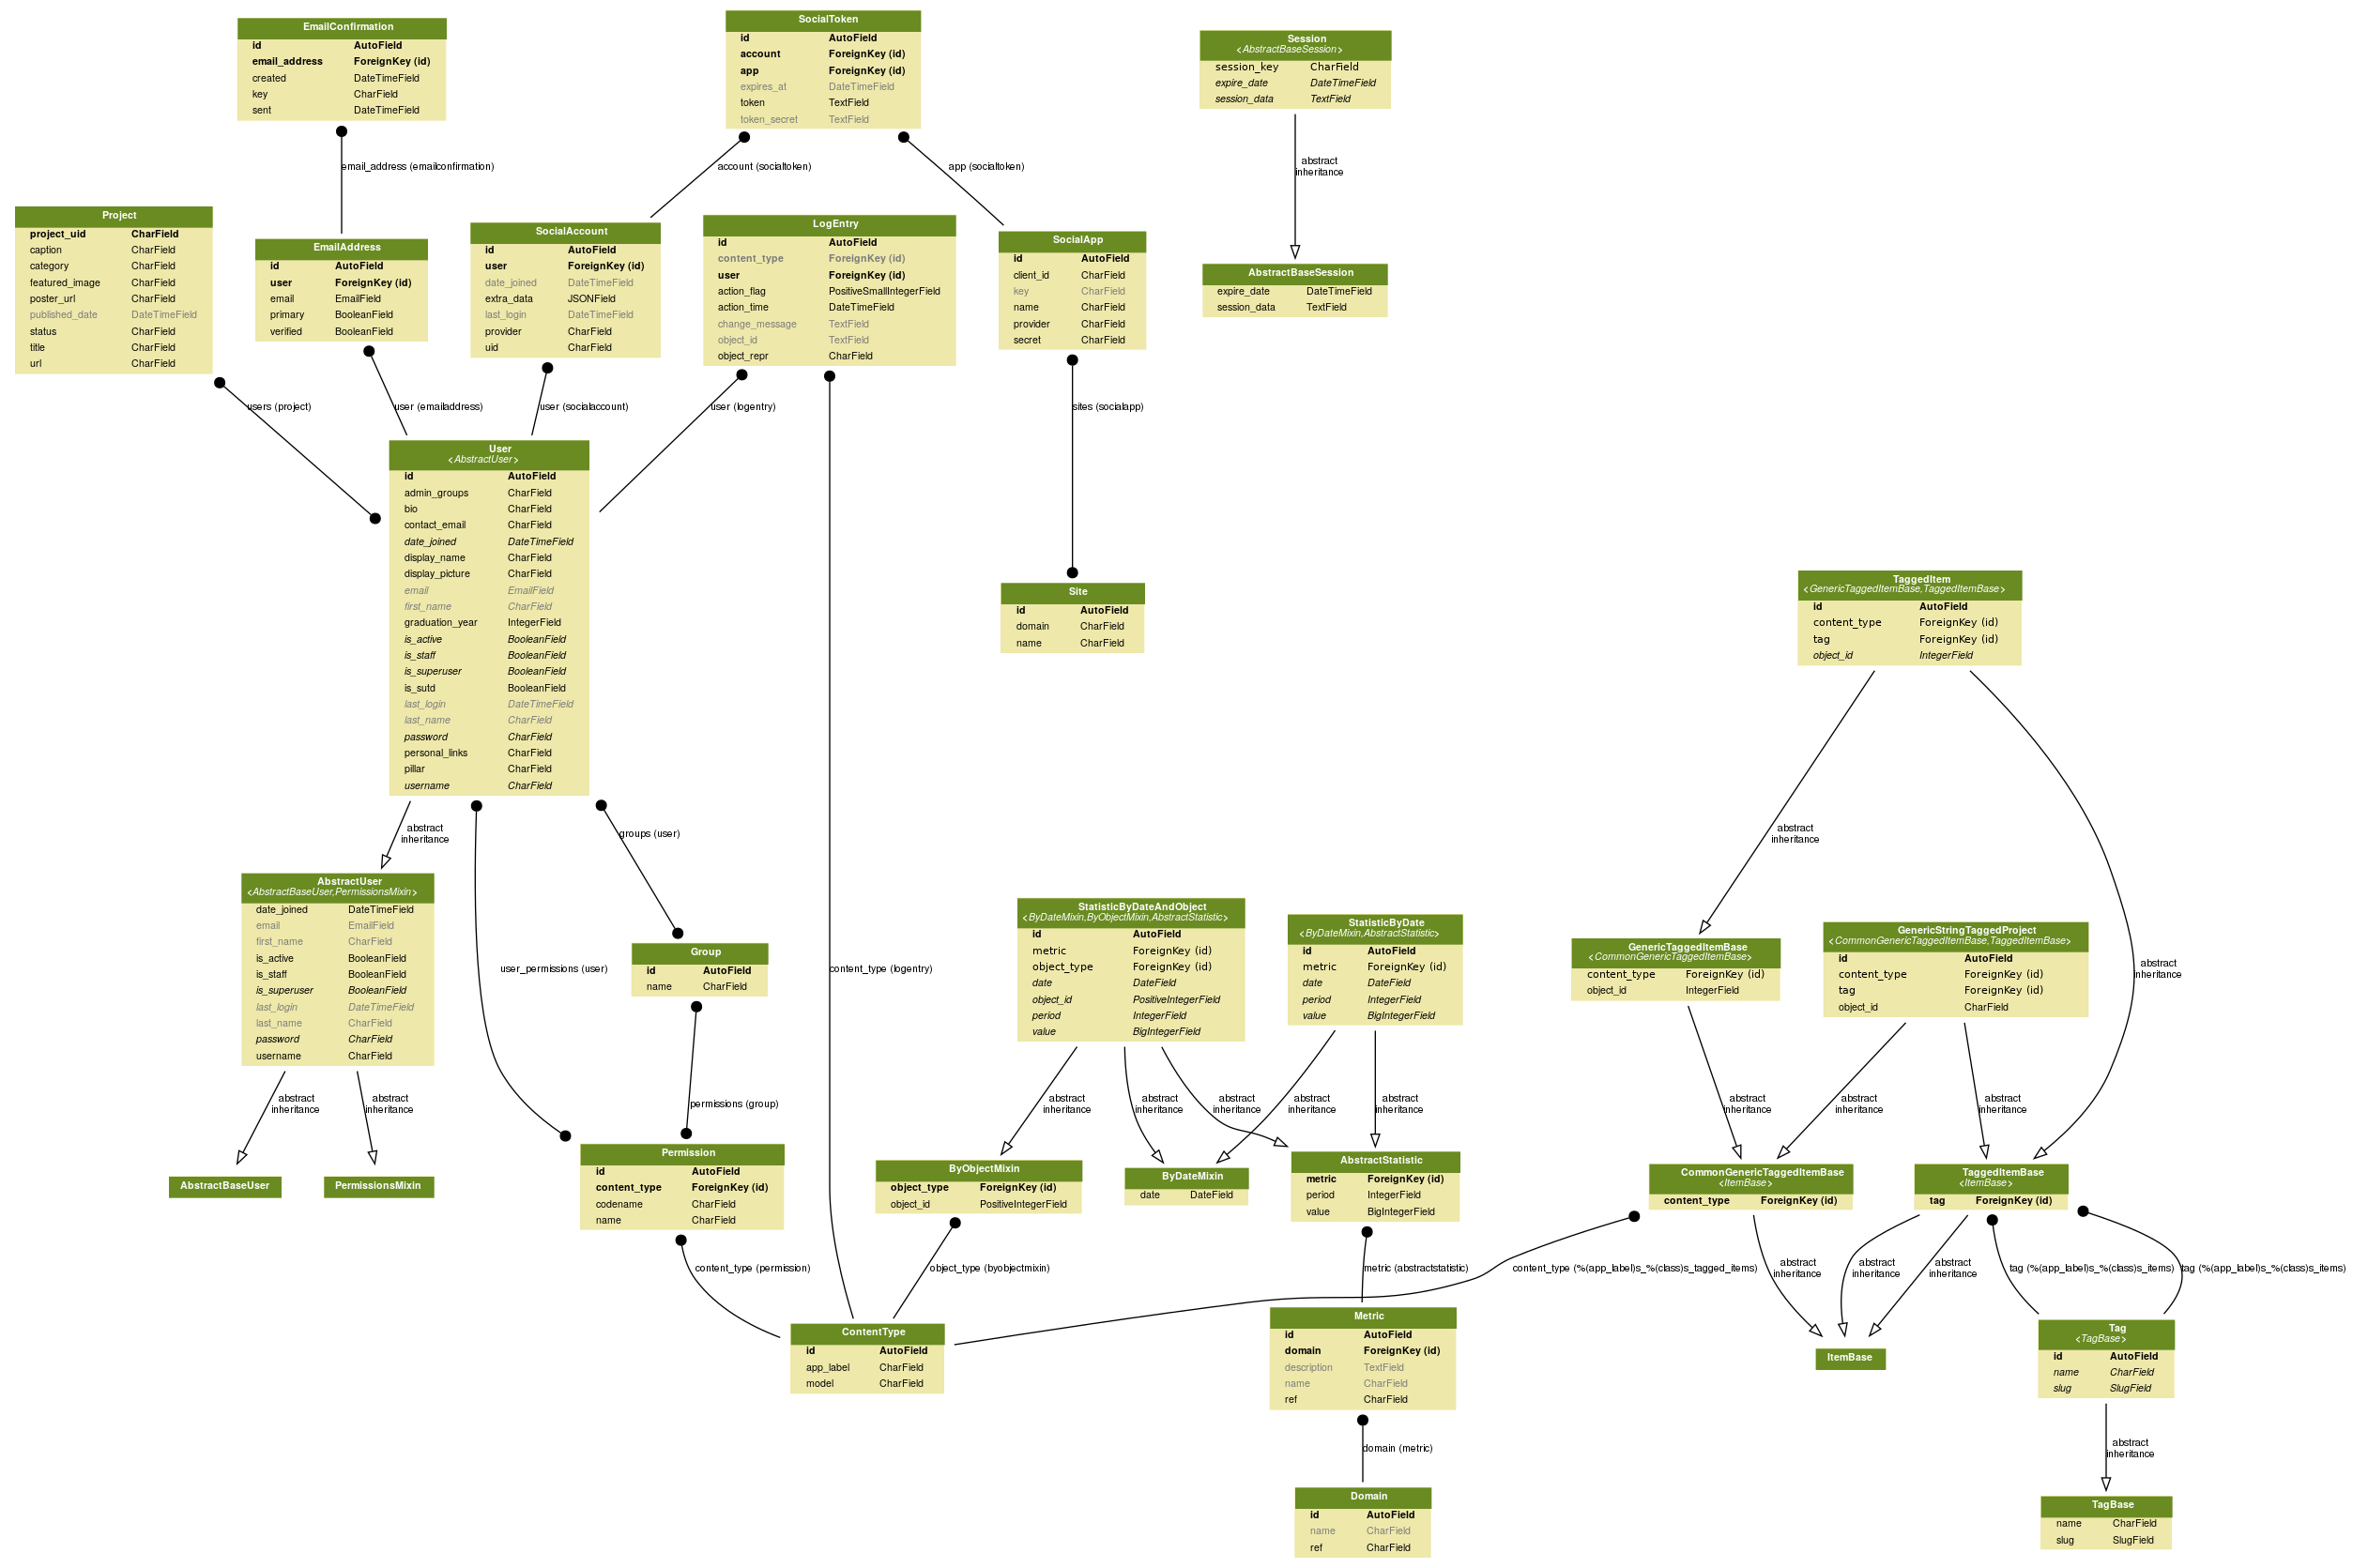 EmailConfirmation
id AutoField
email_address ForeignKey (id)
created DateTimeField
key CharField
sent DateTimeField
SocialToken
id AutoField
account ForeignKey (id)
app ForeignKey (id)
expires_at DateTimeField
token TextField
token_secret TextField
Session
<AbstractBaseSession>
session_key CharField
expire_date DateTimeField
session_data TextField
email_address (emailconfirmation)
account (socialtoken)
app (socialtoken)
abstract
inheritance
Project
project_uid CharField
caption CharField
category CharField
featured_image CharField
poster_url CharField
published_date DateTimeField
status CharField
title CharField
url CharField
EmailAddress
id AutoField
user ForeignKey (id)
email EmailField
primary BooleanField
verified BooleanField
SocialAccount
id AutoField
user ForeignKey (id)
date_joined DateTimeField
extra_data JSONField
last_login DateTimeField
provider CharField
uid CharField
LogEntry
id AutoField
content_type ForeignKey (id)
user ForeignKey (id)
action_flag PositiveSmallIntegerField
action_time DateTimeField
change_message TextField
object_id TextField
object_repr CharField
SocialApp
id AutoField
client_id CharField
key CharField
name CharField
provider CharField
secret CharField
AbstractBaseSession
expire_date DateTimeField
session_data TextField
users (project)
user (emailaddress)
user (socialaccount)
user (logentry)
sites (socialapp)
User
<AbstractUser>
id AutoField
admin_groups CharField
bio CharField
contact_email CharField
date_joined DateTimeField
display_name CharField
display_picture CharField
email EmailField
first_name CharField
graduation_year IntegerField
is_active BooleanField
is_staff BooleanField
is_superuser BooleanField
is_sutd BooleanField
last_login DateTimeField
last_name CharField
password CharField
personal_links CharField
pillar CharField
username CharField
Site
id AutoField
domain CharField
name CharField
TaggedItem
<GenericTaggedItemBase,TaggedItemBase>
id AutoField
content_type ForeignKey (id)
tag ForeignKey (id)
object_id IntegerField
abstract
inheritance
groups (user)
abstract
inheritance
AbstractUser
<AbstractBaseUser,PermissionsMixin>
date_joined DateTimeField
email EmailField
first_name CharField
is_active BooleanField
is_staff BooleanField
is_superuser BooleanField
last_login DateTimeField
last_name CharField
password CharField
username CharField
user_permissions (user)
Group
id AutoField
name CharField
content_type (logentry)
StatisticByDateAndObject
<ByDateMixin,ByObjectMixin,AbstractStatistic>
id AutoField
metric ForeignKey (id)
object_type ForeignKey (id)
date DateField
object_id PositiveIntegerField
period IntegerField
value BigIntegerField
StatisticByDate
<ByDateMixin,AbstractStatistic>
id AutoField
metric ForeignKey (id)
date DateField
period IntegerField
value BigIntegerField
GenericTaggedItemBase
<CommonGenericTaggedItemBase>
content_type ForeignKey (id)
object_id IntegerField
GenericStringTaggedProject
<CommonGenericTaggedItemBase,TaggedItemBase>
id AutoField
content_type ForeignKey (id)
tag ForeignKey (id)
object_id CharField
abstract
inheritance
abstract
inheritance
abstract
inheritance
permissions (group)
abstract
inheritance
abstract
inheritance
abstract
inheritance
abstract
inheritance
abstract
inheritance
abstract
inheritance
abstract
inheritance
abstract
inheritance
AbstractBaseUser
PermissionsMixin
Permission
id AutoField
content_type ForeignKey (id)
codename CharField
name CharField
ByObjectMixin
object_type ForeignKey (id)
object_id PositiveIntegerField
ByDateMixin
date DateField
AbstractStatistic
metric ForeignKey (id)
period IntegerField
value BigIntegerField
CommonGenericTaggedItemBase
<ItemBase>
content_type ForeignKey (id)
TaggedItemBase
<ItemBase>
tag ForeignKey (id)
content_type (permission)
object_type (byobjectmixin)
metric (abstractstatistic)
content_type (%(app_label)s_%(class)s_tagged_items)
abstract
inheritance
abstract
inheritance
abstract
inheritance
tag (%(app_label)s_%(class)s_items)
tag (%(app_label)s_%(class)s_items)
ContentType
id AutoField
app_label CharField
model CharField
Metric
id AutoField
domain ForeignKey (id)
description TextField
name CharField
ref CharField
ItemBase
Tag
<TagBase>
id AutoField
name CharField
slug SlugField
domain (metric)
abstract
inheritance
Domain
id AutoField
name CharField
ref CharField
TagBase
name CharField
slug SlugField